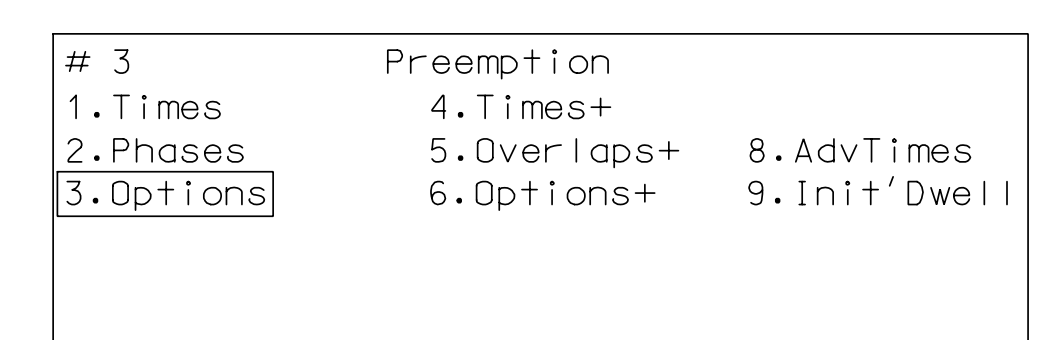 # 3 Preemption
1.Times 4.Times+
2.Phases 5.Overlaps+ 8.AdvTimes
3.Options 6.Options+ 9.Init'Dwell